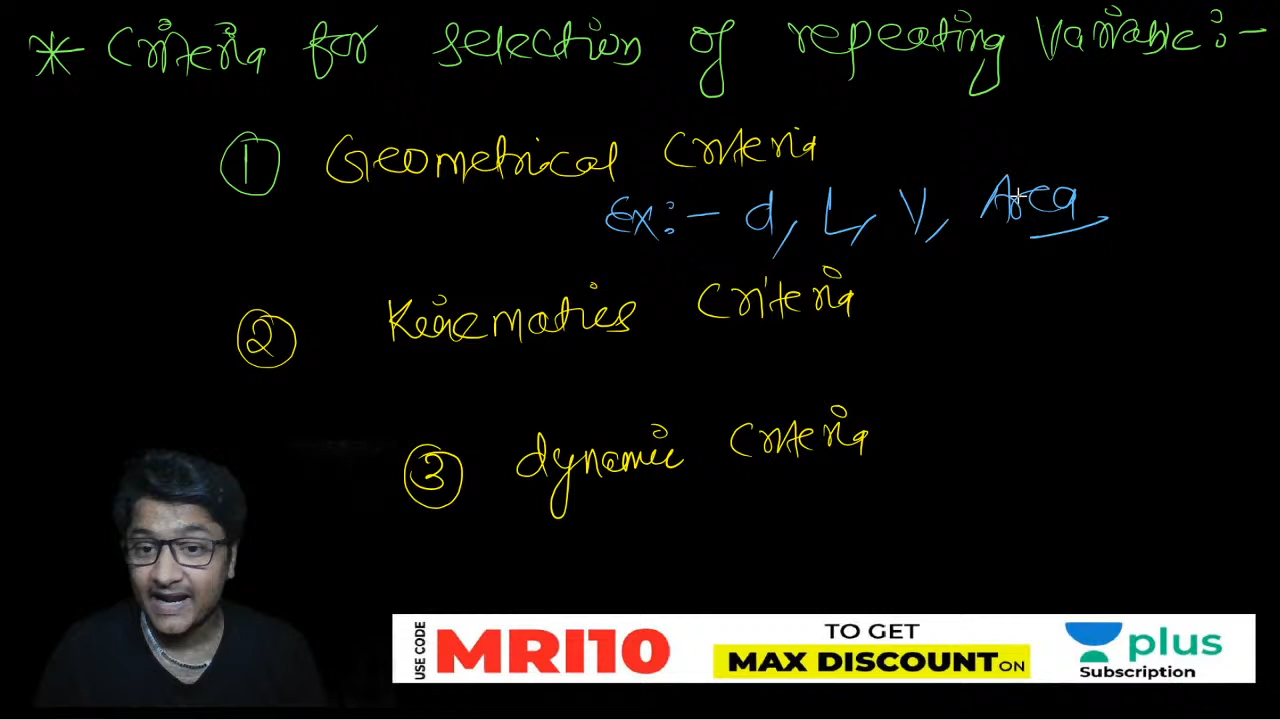 * Criteria for selection of repeating Variable:-
① Geometrical Criteria
Ex:- d, L, V, Area
② Kinematics Criteria
③ dynamic Criteria
USE CODE
MRI10
TO GET
MAX DISCOUNT ON
plus
Subscription